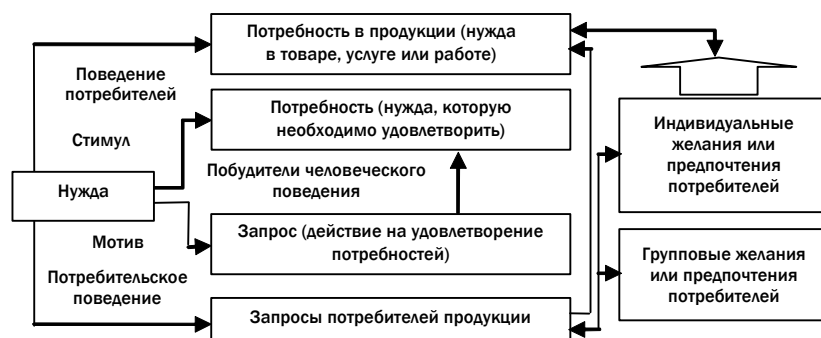 Потребность в продукции (нужда
в товаре, услуге или работе)
Поведение
потребителей
Потребность (нужда, которую
необходимо удовлетворить)
Стимул
Индивидуальные
желания или
предпочтения
потребителей
Побудители человеческого
поведения
Нужда
Запрос (действие на удовлетворение
потребностей)
Мотив
Групповые желания
или предпочтения
потребителей
Потребительское
поведение
Запросы потребителей продукции